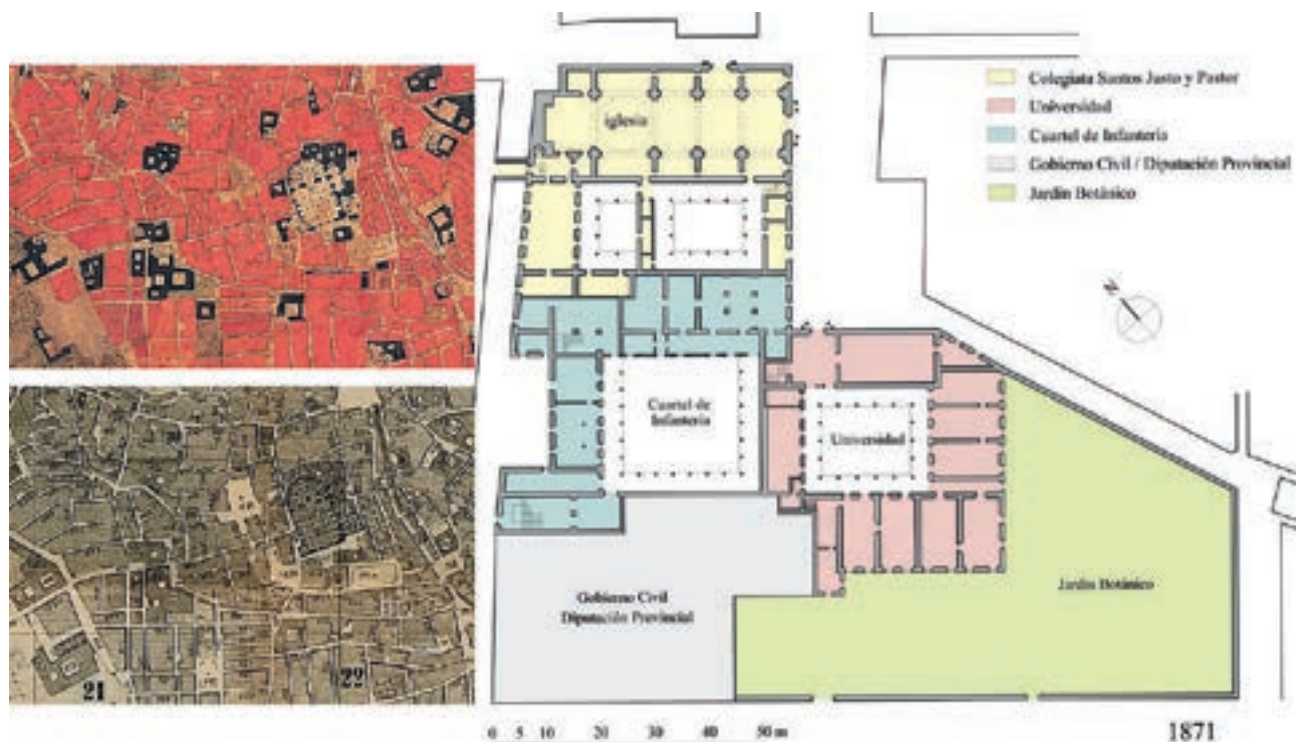 Colegiata Santos Justo y Pastor
Universidad
Cuartel de Infantería
Gobierno Civil / Diputación Provincial
Jardín Botánico
iglesia
N
Cuartel de
Infantería
Universidad
Gobierno Civil
Diputación Provincial
Jardín Botánico
21
22
0 5 10 20 30 40 50 m
1871